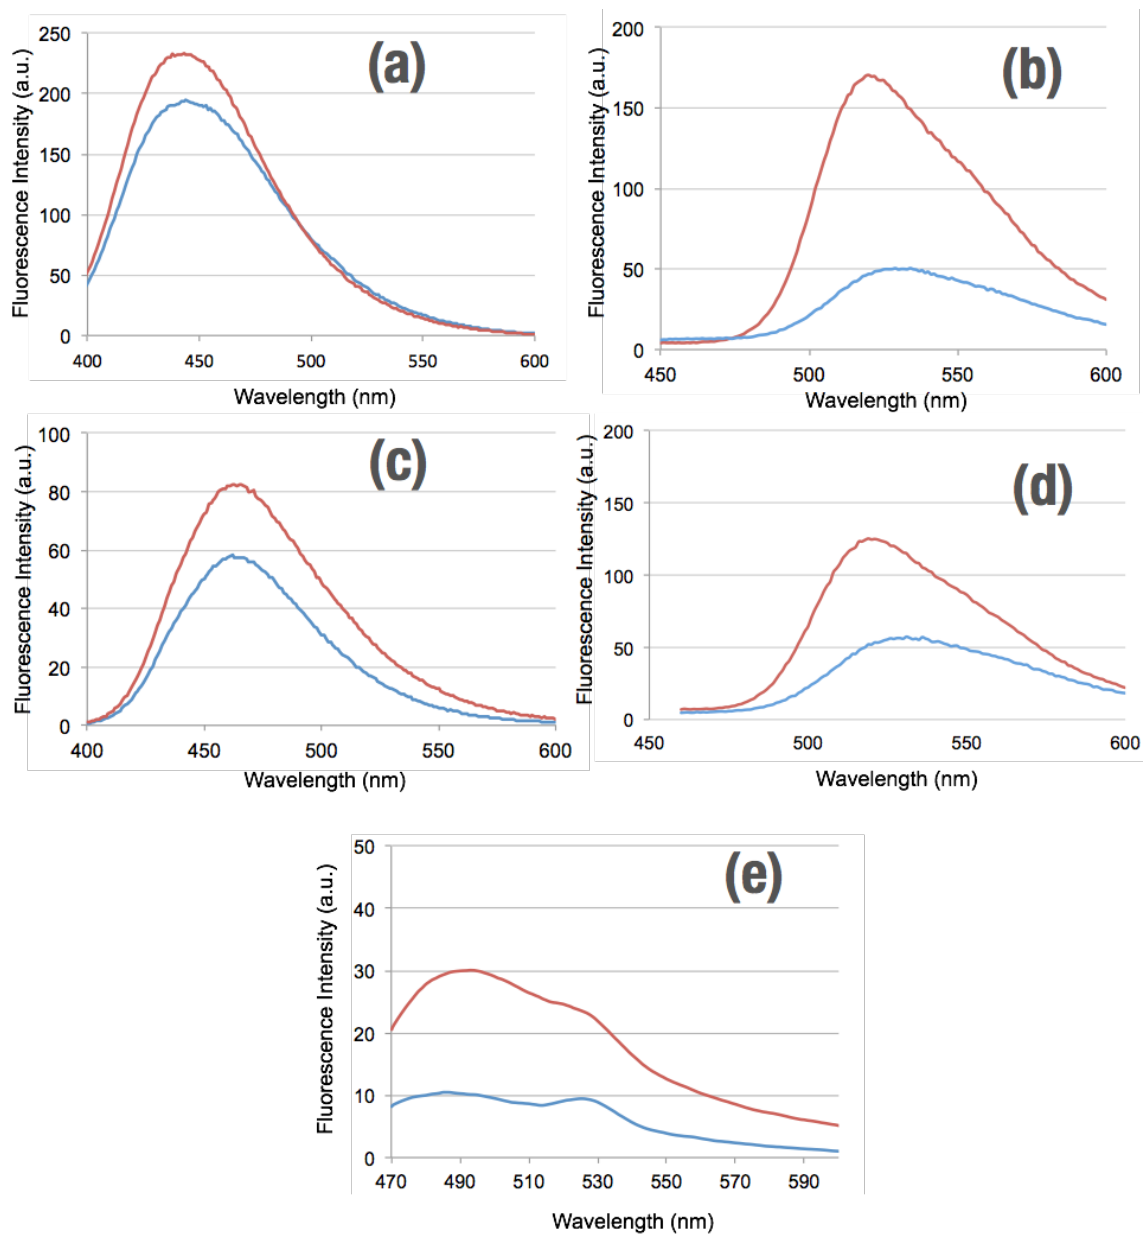 (a)
Fluorescence Intensity (a.u.)
250
200
150
100
50
0
400 450 500 550 600
Wavelength (nm)
(b)
Fluorescence Intensity (a.u.)
200
150
100
50
0
450 500 550 600
Wavelength (nm)
(c)
Fluorescence Intensity (a.u.)
100
80
60
40
20
0
400 450 500 550 600
Wavelength (nm)
(d)
Fluorescence Intensity (a.u.)
200
150
100
50
0
450 500 550 600
Wavelength (nm)
(e)
Fluorescence Intensity (a.u.)
50
40
30
20
10
0
470 490 510 530 550 570 590
Wavelength (nm)